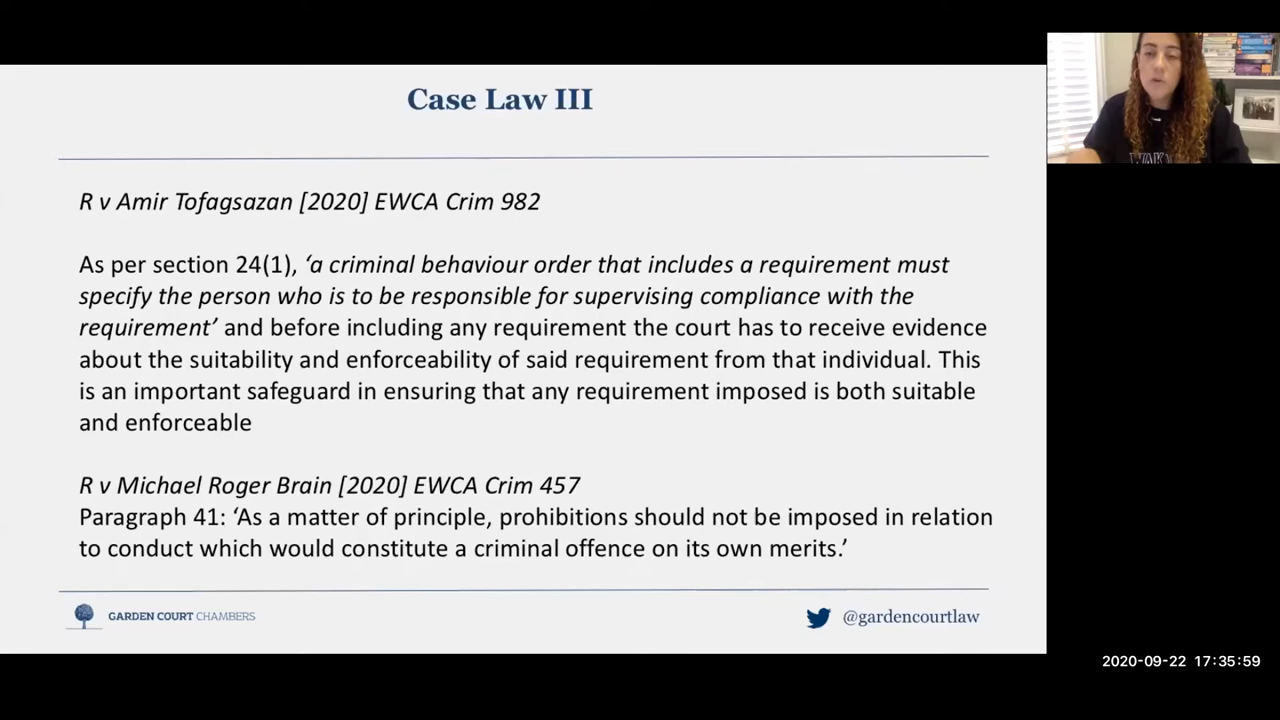 Case Law III
R v Amir Tofagsazan [2020] EWCA Crim 982
As per section 24(1), ‘a criminal behaviour order that includes a requirement must
specify the person who is to be responsible for supervising compliance with the
requirement’ and before including any requirement the court has to receive evidence
about the suitability and enforceability of said requirement from that individual. This
is an important safeguard in ensuring that any requirement imposed is both suitable
and enforceable
R v Michael Roger Brain [2020] EWCA Crim 457
Paragraph 41: ‘As a matter of principle, prohibitions should not be imposed in relation
to conduct which would constitute a criminal offence on its own merits.’
GARDEN COURT CHAMBERS
@gardencourtlaw
2020-09-22 17:35:59